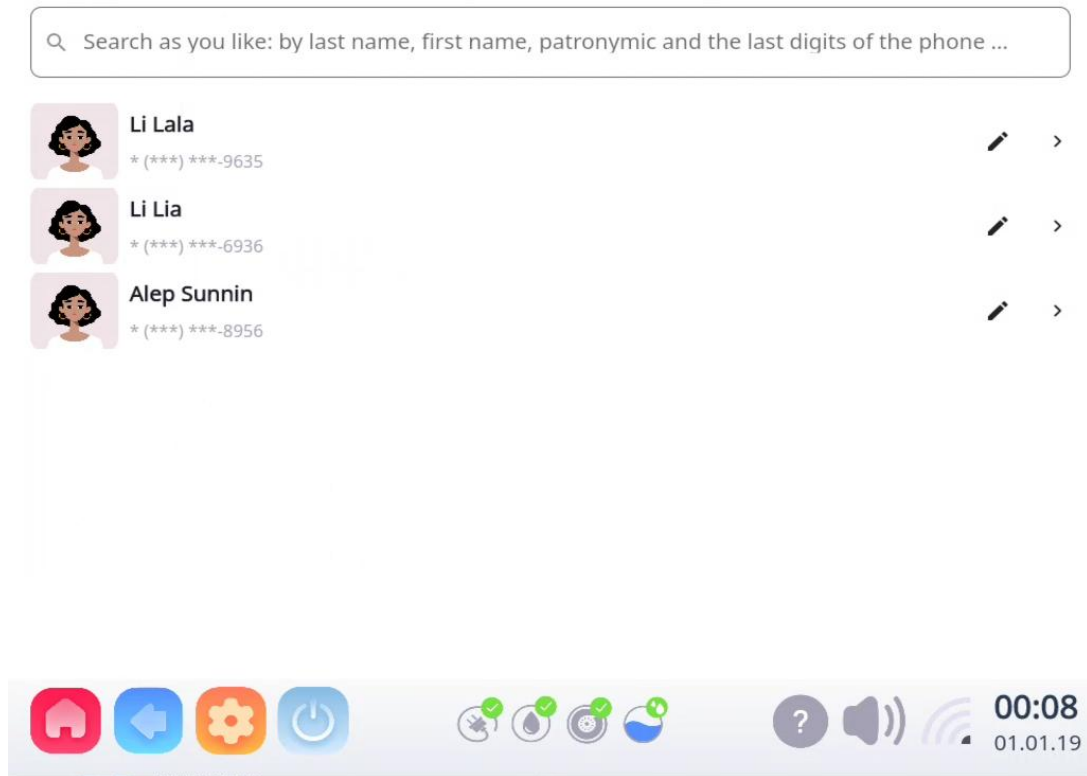 Search as you like: by last name, first name, patronymic and the last digits of the phone ...
Li Lala
* (***) ***-9635
Li Lia
* (***) ***-6936
Alep Sunnin
* (***) ***-8956
?
00:08
01.01.19